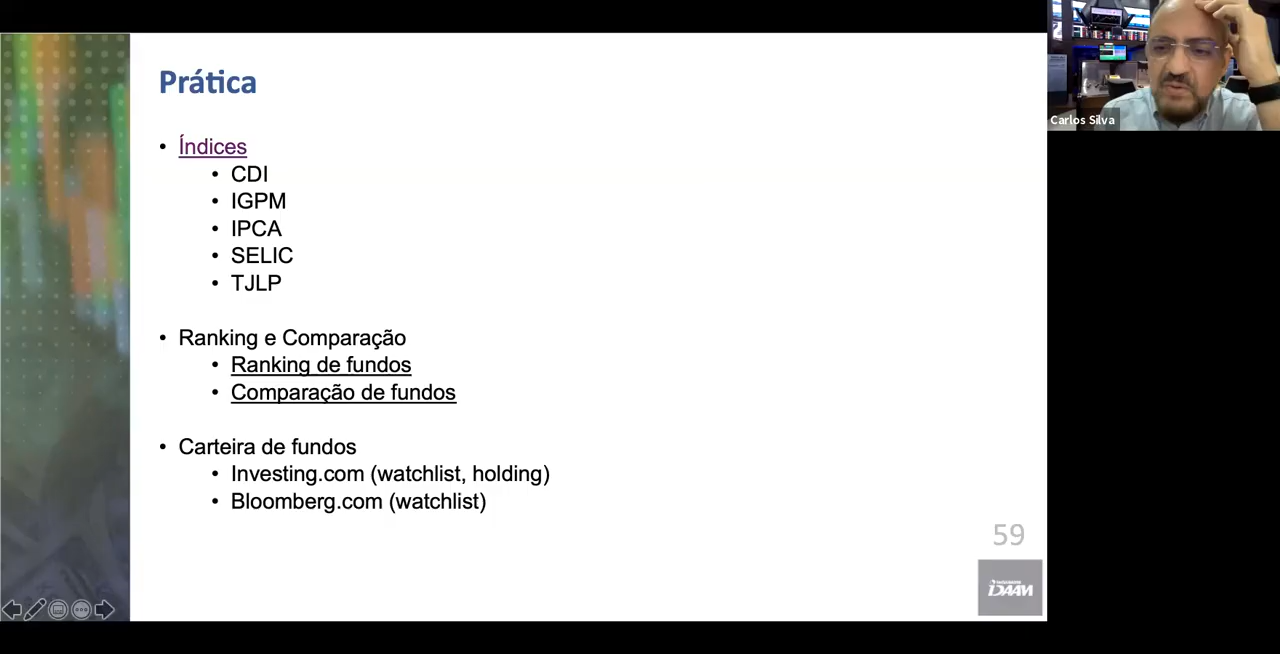 Prática
Índices
CDI
IGPM
IPCA
SELIC
TJLP
Ranking e Comparação
Ranking de fundos
Comparação de fundos
Carteira de fundos
Investing.com (watchlist, holding)
Bloomberg.com (watchlist)
59
Carlos Silva